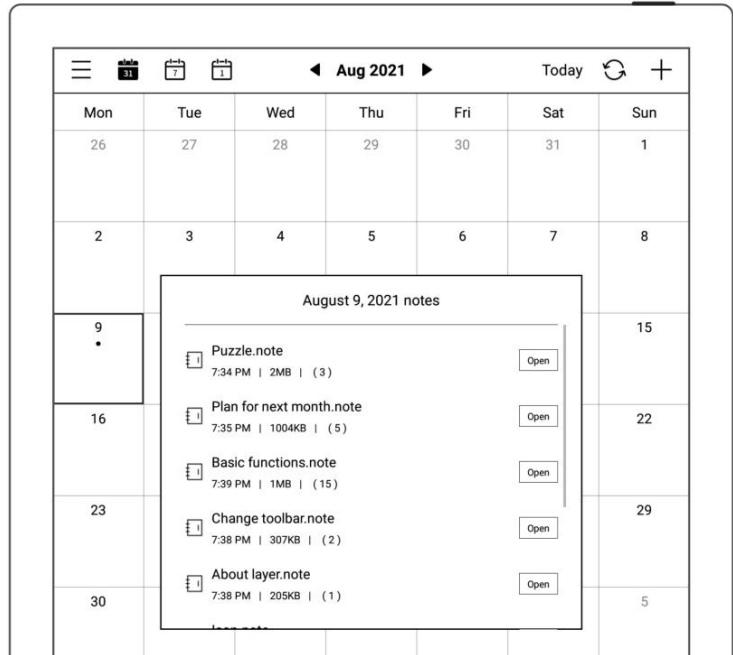 31
7
1
Aug 2021
Today
Mon Tue Wed Thu Fri Sat Sun
26 27 28 29 30 31 1
2 3 4 5 6 7 8
August 9, 2021 notes
9 15
Puzzle.note
7:34 PM | 2MB | (3)
Open
Plan for next month.note
7:35 PM | 1004KB | (5)
Open
16 22
Basic functions.note
7:39 PM | 1MB | (15)
Open
23 29
Change toolbar.note
7:38 PM | 307KB | (2)
Open
About layer.note
7:38 PM | 205KB | (1)
Open
30 5